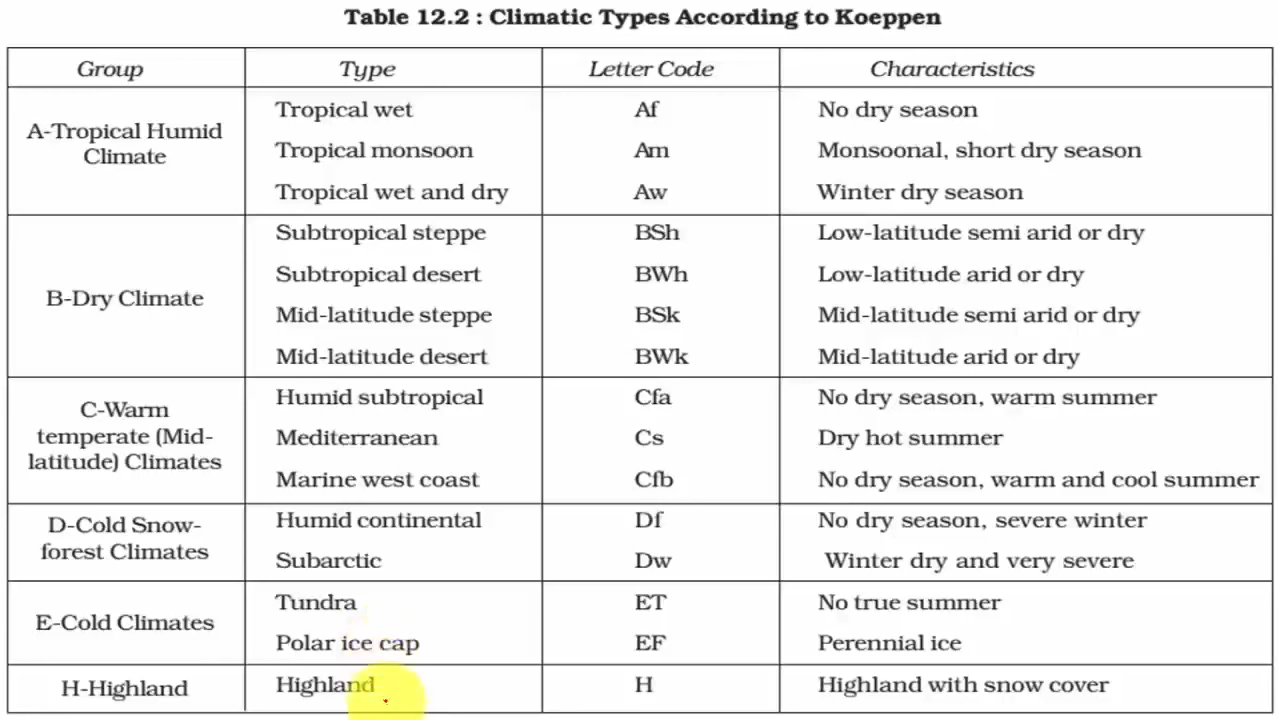 Table 12.2 : Climatic Types According to Koeppen
Group Type Letter Code Characteristics
A-Tropical Humid Climate
Tropical wet Af No dry season
Tropical monsoon Am Monsoonal, short dry season
Tropical wet and dry Aw Winter dry season
B-Dry Climate
Subtropical steppe BSh Low-latitude semi arid or dry
Subtropical desert BWh Low-latitude arid or dry
Mid-latitude steppe BSk Mid-latitude semi arid or dry
Mid-latitude desert BWk Mid-latitude arid or dry
C-Warm
temperate (Mid-
latitude) Climates
Humid subtropical Cfa No dry season, warm summer
Mediterranean Cs Dry hot summer
Marine west coast Cfb No dry season, warm and cool summer
D-Cold Snow-
forest Climates
Humid continental Df No dry season, severe winter
Subarctic Dw Winter dry and very severe
E-Cold Climates
Tundra ET No true summer
Polar ice cap EF Perennial ice
H-Highland Highland H Highland with snow cover